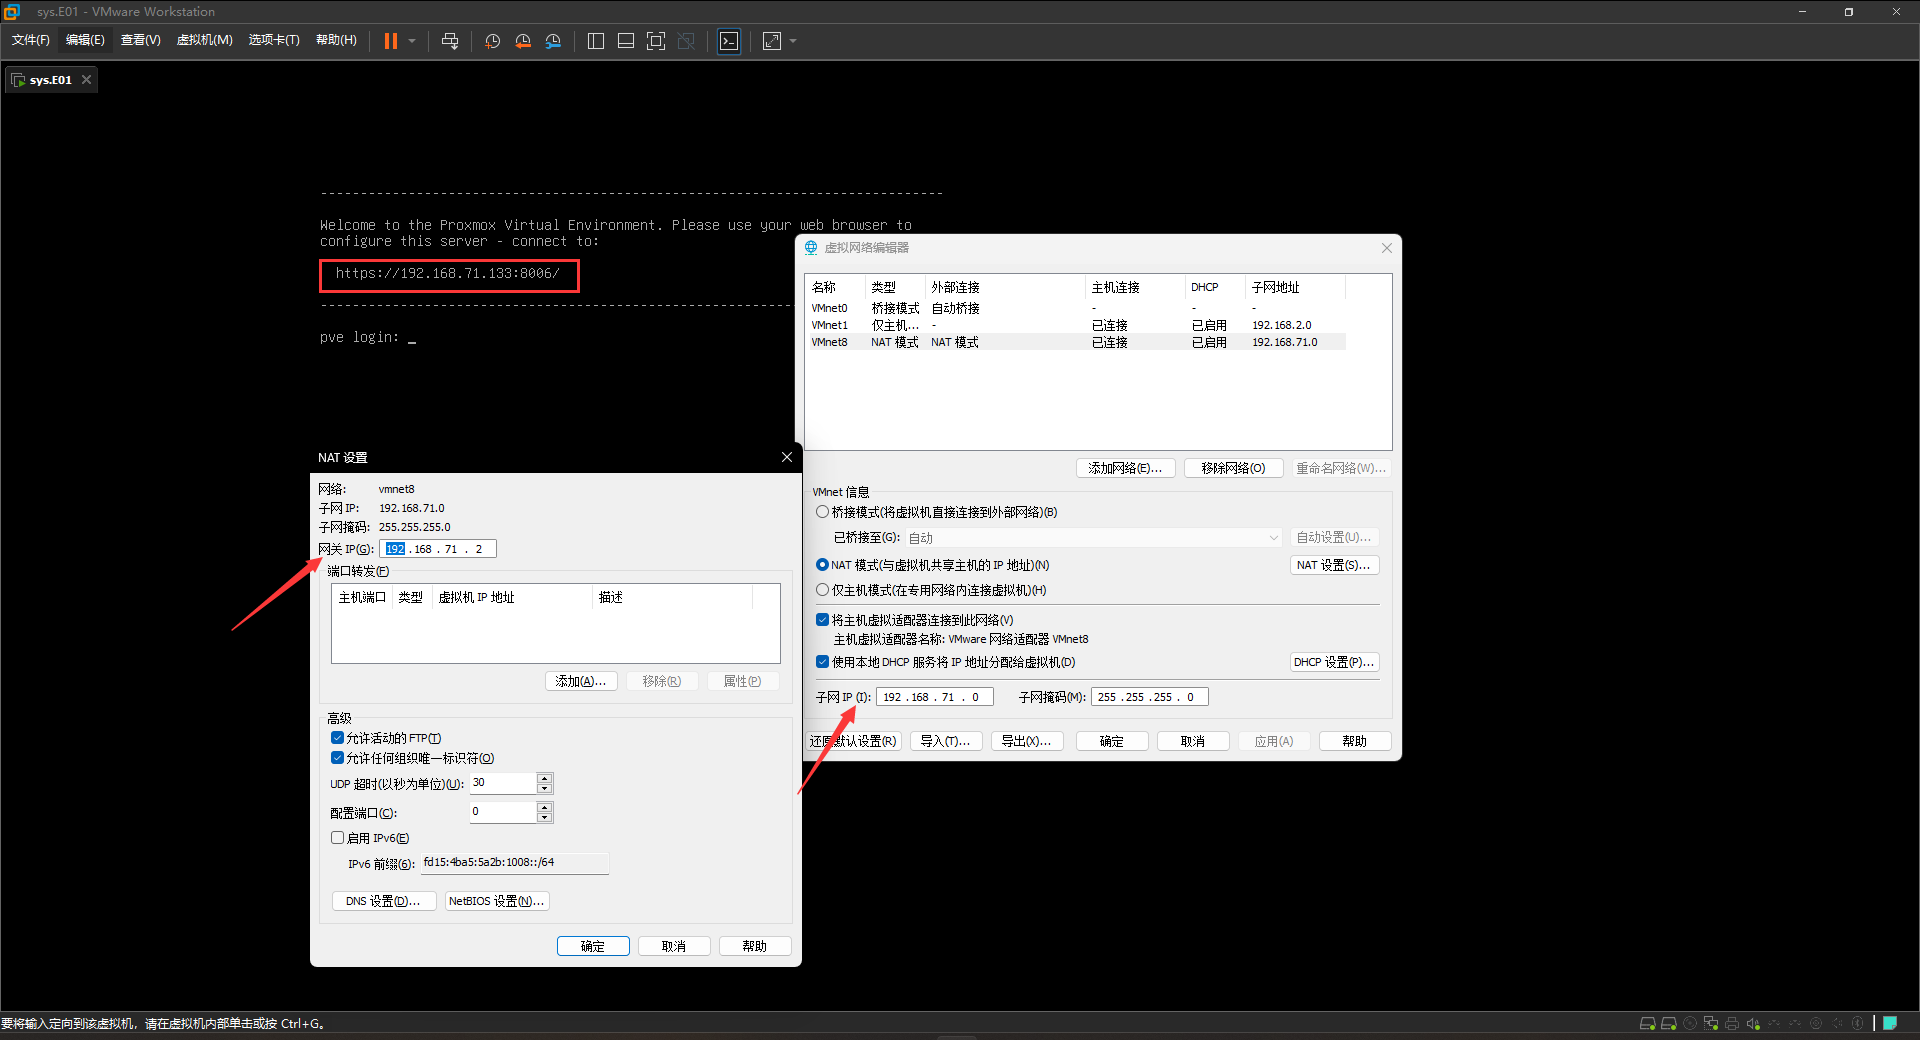 sys.E01 - VMware Workstation
文件(F) 编辑(E) 查看(V) 虚拟机(M) 选项卡(T) 帮助(H)
sys.E01
--------------------------------------------------------------------------------
Welcome to the Proxmox Virtual Environment. Please use your web browser to
configure this server - connect to:
https://192.168.71.133:8006/
--------------------------------------------------------------------------------
pve login: _
虚拟网络编辑器
名称 类型 外部连接 主机连接 DHCP 子网地址
VMnet0 桥接模式 自动桥接 - - -
VMnet1 仅主机... - 已连接 已启用 192.168.2.0
VMnet8 NAT 模式 NAT 模式 已连接 已启用 192.168.71.0
添加网络(E)... 移除网络(O) 重命名网络(W)...
VMnet 信息
桥接模式(将虚拟机直接连接到外部网络)(B)
已桥接至(G): 自动 自动设置(U)...
NAT 模式(与虚拟机共享主机的 IP 地址)(N) NAT 设置(S)...
仅主机模式(在专用网络内连接虚拟机)(H)
将主机虚拟适配器连接到此网络(V)
主机虚拟适配器名称: VMware 网络适配器 VMnet8
使用本地 DHCP 服务将 IP 地址分配给虚拟机(D) DHCP 设置(P)...
子网 IP (I): 192 . 168 . 71 . 0 子网掩码(M): 255 . 255 . 255 . 0
还原默认设置(R) 导入(T)... 导出(X)... 确定 取消 应用(A) 帮助
NAT 设置
网络: vmnet8
子网 IP: 192.168.71.0
子网掩码: 255.255.255.0
网关 IP(G): 192 . 168 . 71 . 2
端口转发(F)
主机端口 类型 虚拟机 IP 地址 描述
添加(A)... 移除(R) 属性(P)
高级
允许活动的 FTP(T)
允许任何组织唯一标识符(O)
UDP 超时(以秒为单位)(U): 30
配置端口(C): 0
启用 IPv6(E)
IPv6 前缀(6): fd15:4ba5:5a2b:1008::/64
DNS 设置(D)... NetBIOS 设置(N)...
确定 取消 帮助
要将输入定向到该虚拟机，请在虚拟机内部单击或按 Ctrl+G。